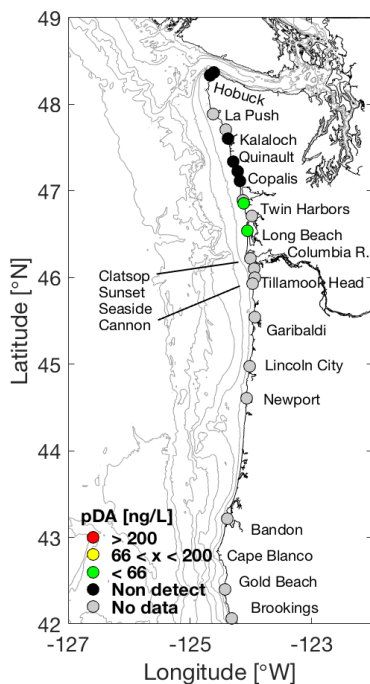 49
48
47
46
45
44
43
42
Latitude [°N]
Hobuck
La Push
Kalaloch
Quinault
Copalis
Twin Harbors
Long Beach
Columbia R.
Clatsop
Sunset
Seaside
Cannon
Tillamook Head
Garibaldi
Lincoln City
Newport
Bandon
Cape Blanco
Gold Beach
Brookings
pDA [ng/L]
> 200
66 < x < 200
< 66
Non detect
No data
-127 -125 -124 -123
Longitude [°W]